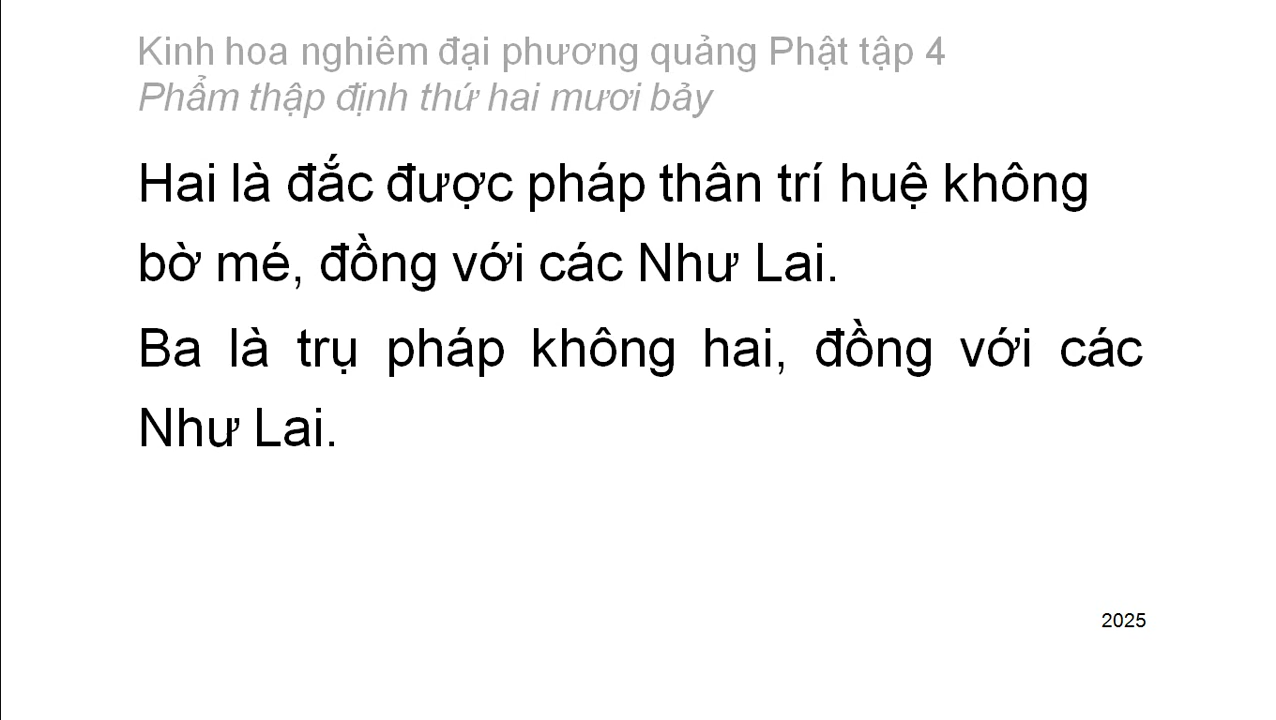 Kinh hoa nghiêm đại phương quảng Phật tập 4
Phẩm thập định thứ hai mươi bảy
Hai là đắc được pháp thân trí huệ không
bờ mé, đồng với các Như Lai.
Ba là trụ pháp không hai, đồng với các
Như Lai.
2025